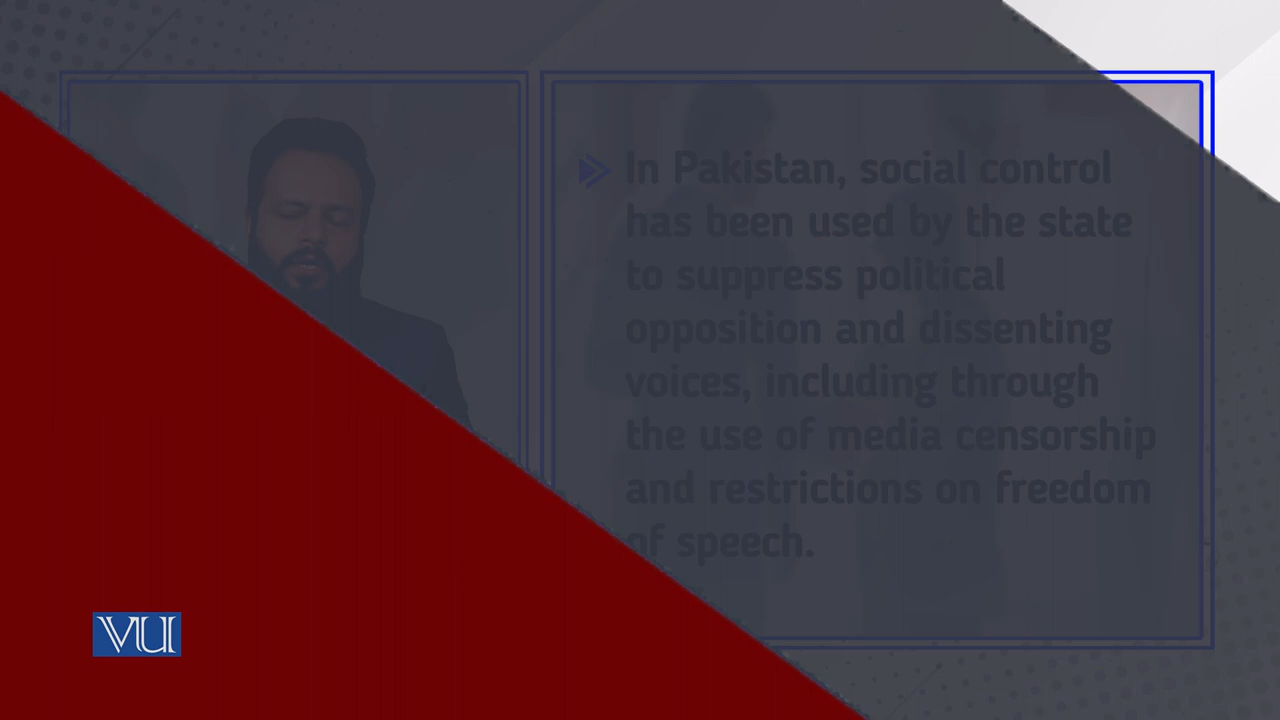 In Pakistan, social control
has been used by the state
to suppress political
opposition and dissenting
voices, including through
the use of media censorship
and restrictions on freedom
of speech.
VU